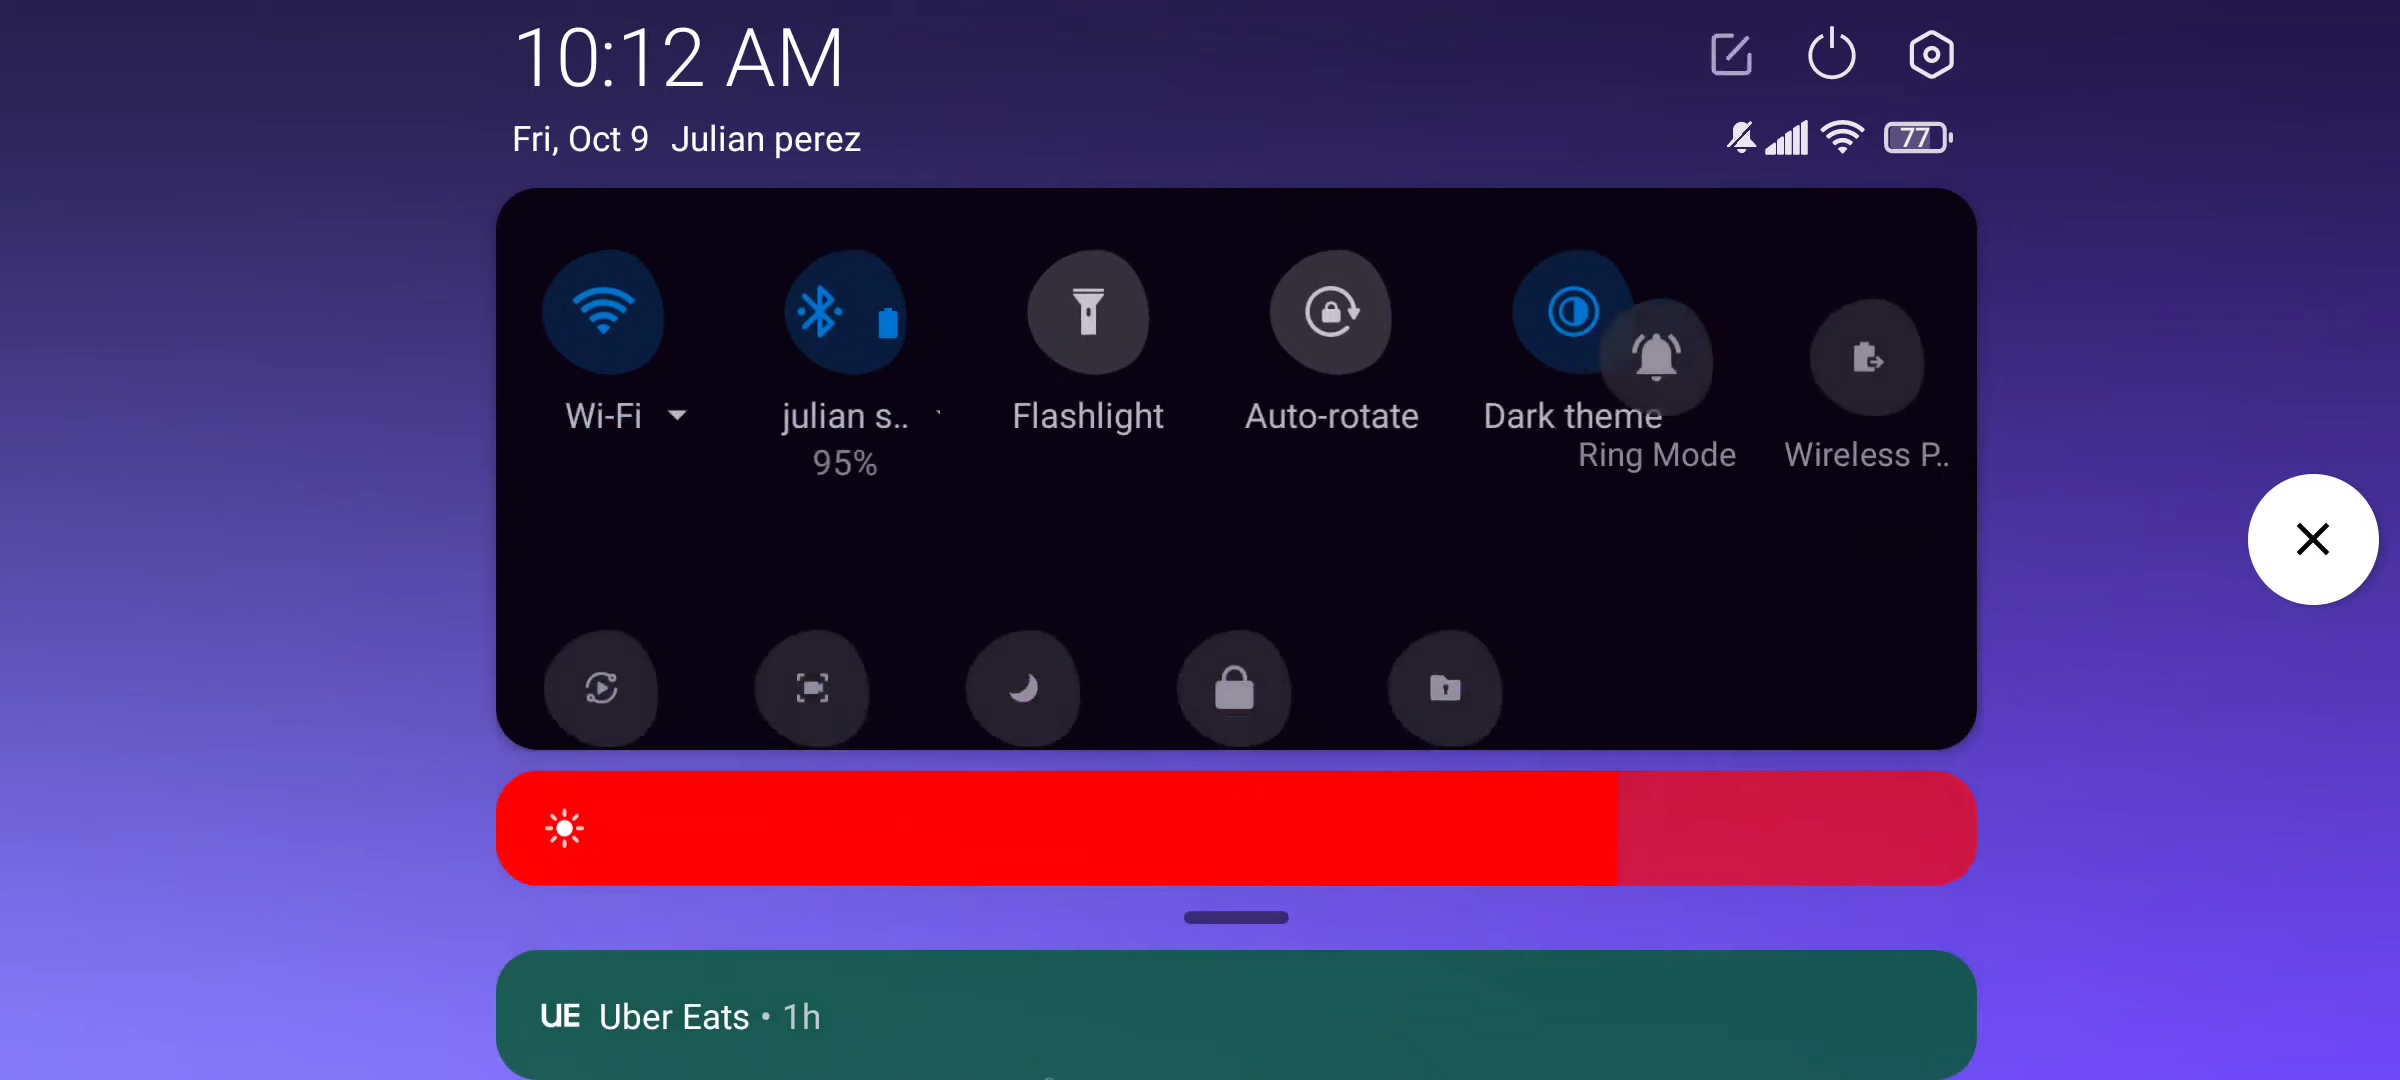 10:12 AM
Fri, Oct 9 Julian perez
77
Wi-Fi
julian s..
95%
Flashlight
Auto-rotate
Dark theme
Ring Mode
Wireless P..
UE Uber Eats • 1h